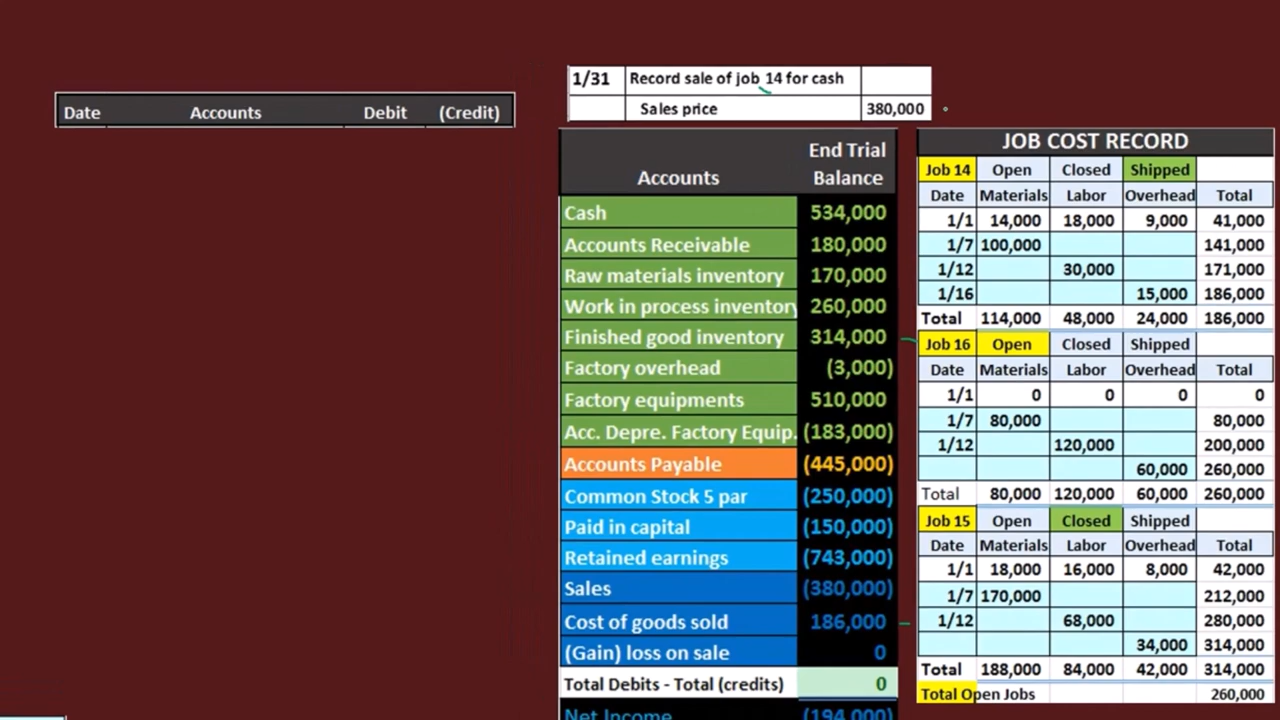 1/31 Record sale of job 14 for cash
Sales price 380,000
Date Accounts Debit (Credit)
Accounts End Trial Balance
Cash 534,000
Accounts Receivable 180,000
Raw materials inventory 170,000
Work in process inventory 260,000
Finished good inventory 314,000
Factory overhead (3,000)
Factory equipments 510,000
Acc. Depre. Factory Equip. (183,000)
Accounts Payable (445,000)
Common Stock 5 par (250,000)
Paid in capital (150,000)
Retained earnings (743,000)
Sales (380,000)
Cost of goods sold 186,000
(Gain) loss on sale 0
Total Debits - Total (credits) 0
Net Income (194,000)
JOB COST RECORD
Job 14 Open Closed Shipped
Date Materials Labor Overhead Total
1/1 14,000 18,000 9,000 41,000
1/7 100,000 141,000
1/12 30,000 171,000
1/16 15,000 186,000
Total 114,000 48,000 24,000 186,000
Job 16 Open Closed Shipped
Date Materials Labor Overhead Total
1/1 0 0 0 0
1/7 80,000 80,000
1/12 120,000 200,000
60,000 260,000
Total 80,000 120,000 60,000 260,000
Job 15 Open Closed Shipped
Date Materials Labor Overhead Total
1/1 18,000 16,000 8,000 42,000
1/7 170,000 212,000
1/12 68,000 280,000
34,000 314,000
Total 188,000 84,000 42,000 314,000
Total Open Jobs 260,000